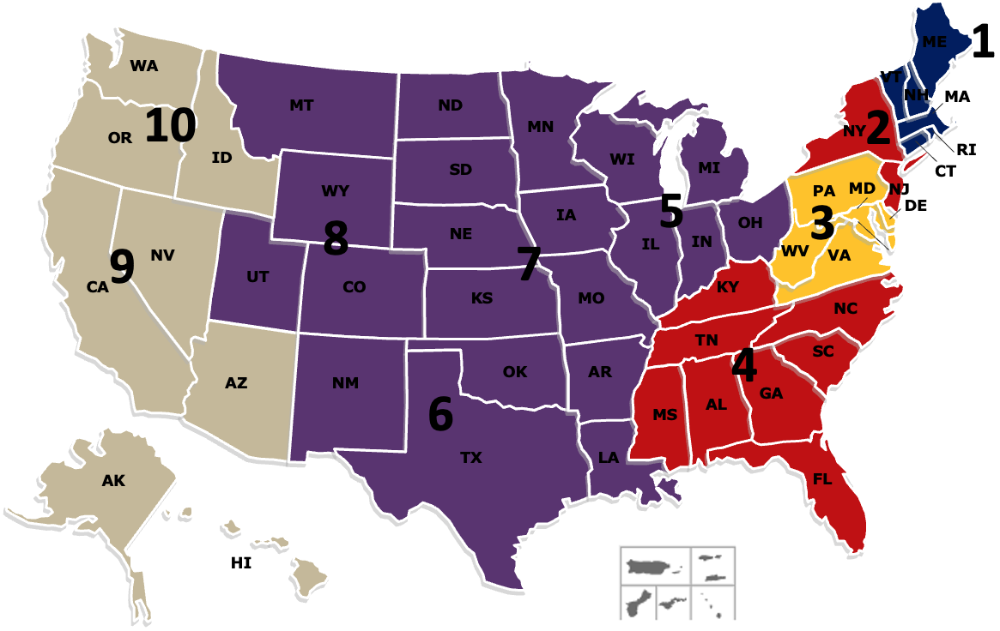 ME
1
WA
VT
NH
MA
MT
ND
MN
10
OR
NY
2
RI
ID
WI
MI
CT
SD
WY
PA
MD
NJ
DE
IA
5
OH
3
8
NE
IL
IN
WV
VA
9
NV
7
UT
CO
CA
KS
MO
KY
NC
TN
SC
4
AZ
NM
OK
AR
GA
6
MS
AL
TX
LA
AK
FL
HI